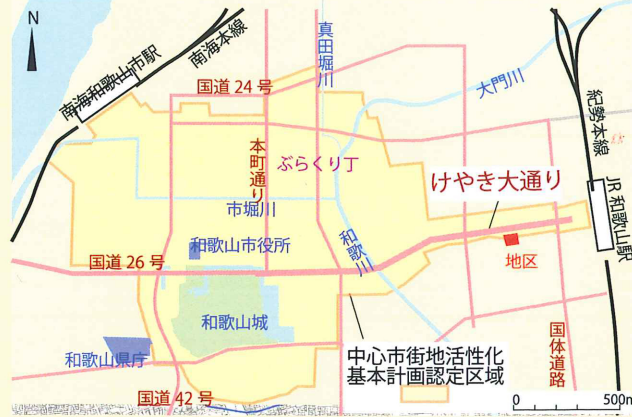 N
南海和歌山市駅
南海本線
真田堀川
国道 24 号
大門川
紀勢本線
本町通り
ぶらくり丁
けやき大通り
JR和歌山駅
市堀川
和歌山市役所
和歌川
国道 26 号
地区
和歌山城
中心市街地活性化
基本計画認定区域
和歌山県庁
国体道路
国道 42 号
0
500m